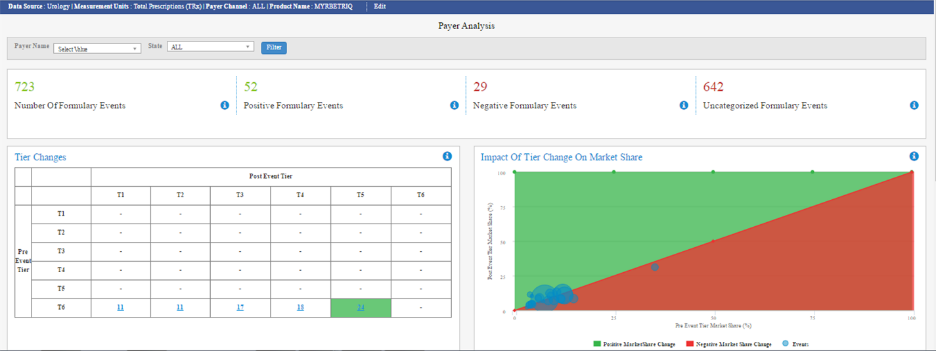 Data Source : Urology | Measurement Units : Total Prescriptions (TRx) | Payer Channel : ALL | Product Name : MYRBETRIQ Edit
Payer Analysis
Payer Name Select Value State ALL Filter
723 52 29 642
Number Of Formulary Events Positive Formulary Events Negative Formulary Events Uncategorized Formulary Events
Tier Changes
Post Event Tier
T1 T2 T3 T4 T5 T6
T1 - - - - - -
T2 - - - - - -
Pre Event Tier
T3 - - - - - -
T4 - - - - - -
T5 - - - - - -
T6 11 11 17 18 -
Impact Of Tier Change On Market Share
Post Event Tier Market Share (%)
100
75
50
25
0
0 25 50 75 100
Pre Event Tier Market Share (%)
Positive MarketShare Change Negative MarketShare Change Events